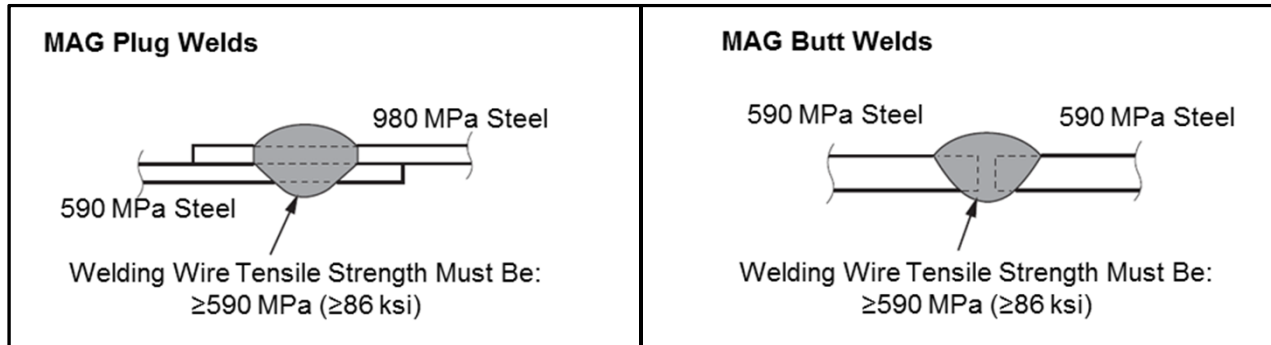 MAG Plug Welds
980 MPa Steel
590 MPa Steel
Welding Wire Tensile Strength Must Be:
≥590 MPa (≥86 ksi)
MAG Butt Welds
590 MPa Steel
590 MPa Steel
Welding Wire Tensile Strength Must Be:
≥590 MPa (≥86 ksi)